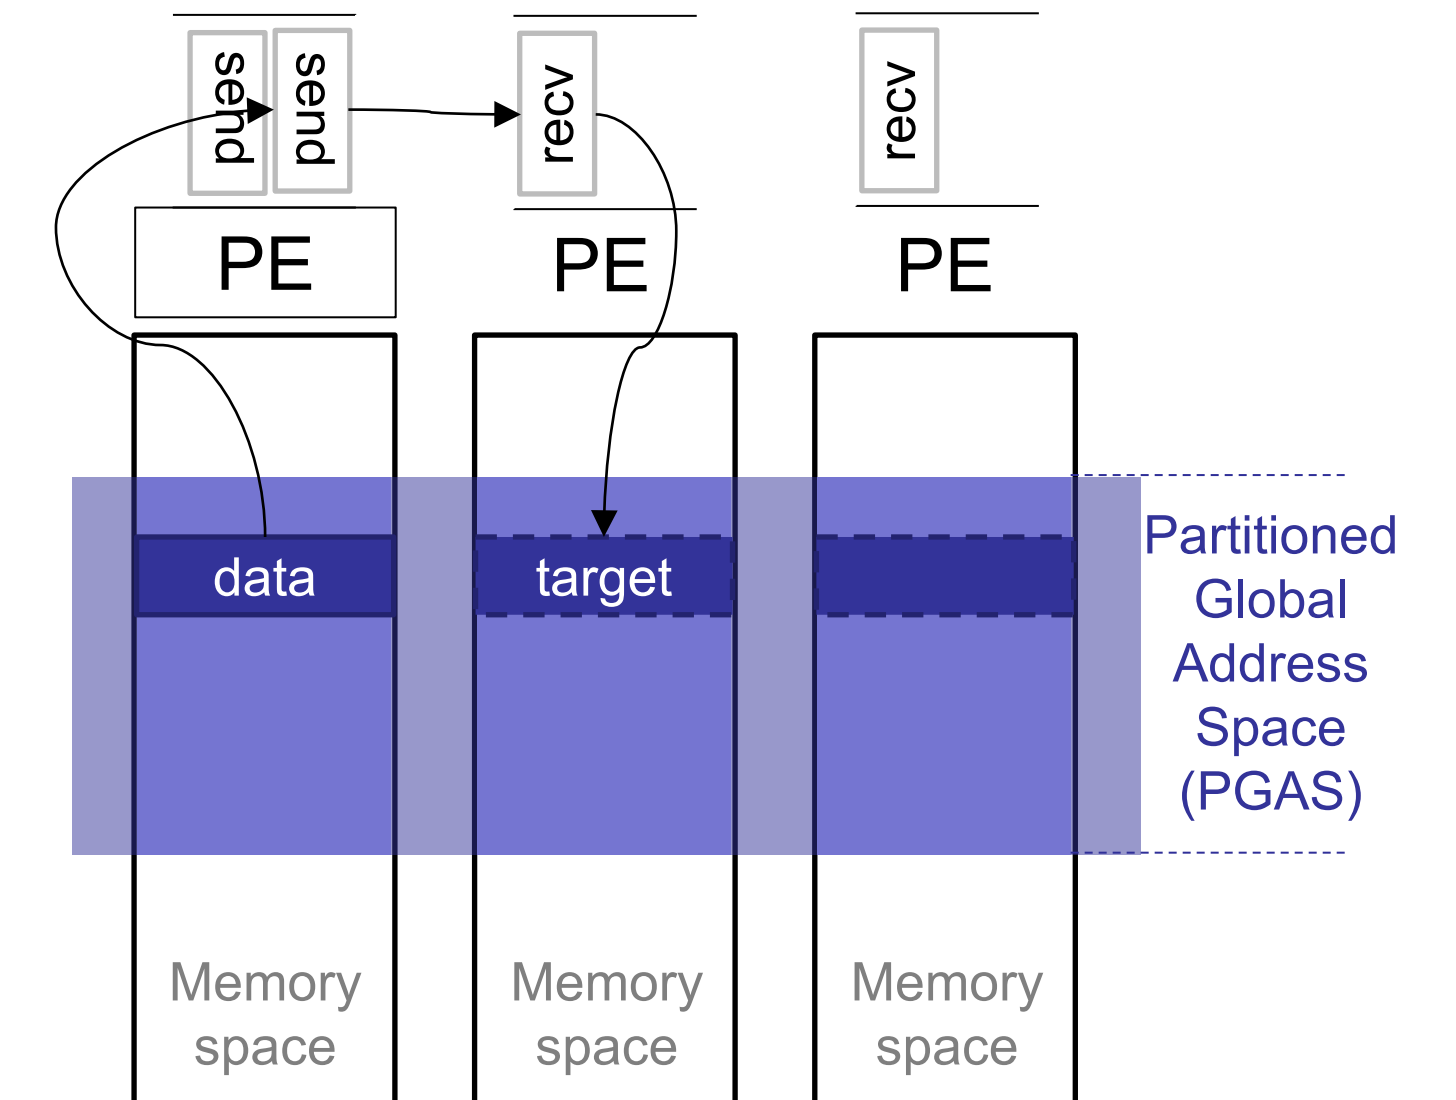 send
send
recv
recv
PE
PE
PE
data
target
Partitioned
Global
Address
Space
(PGAS)
Memory
space
Memory
space
Memory
space